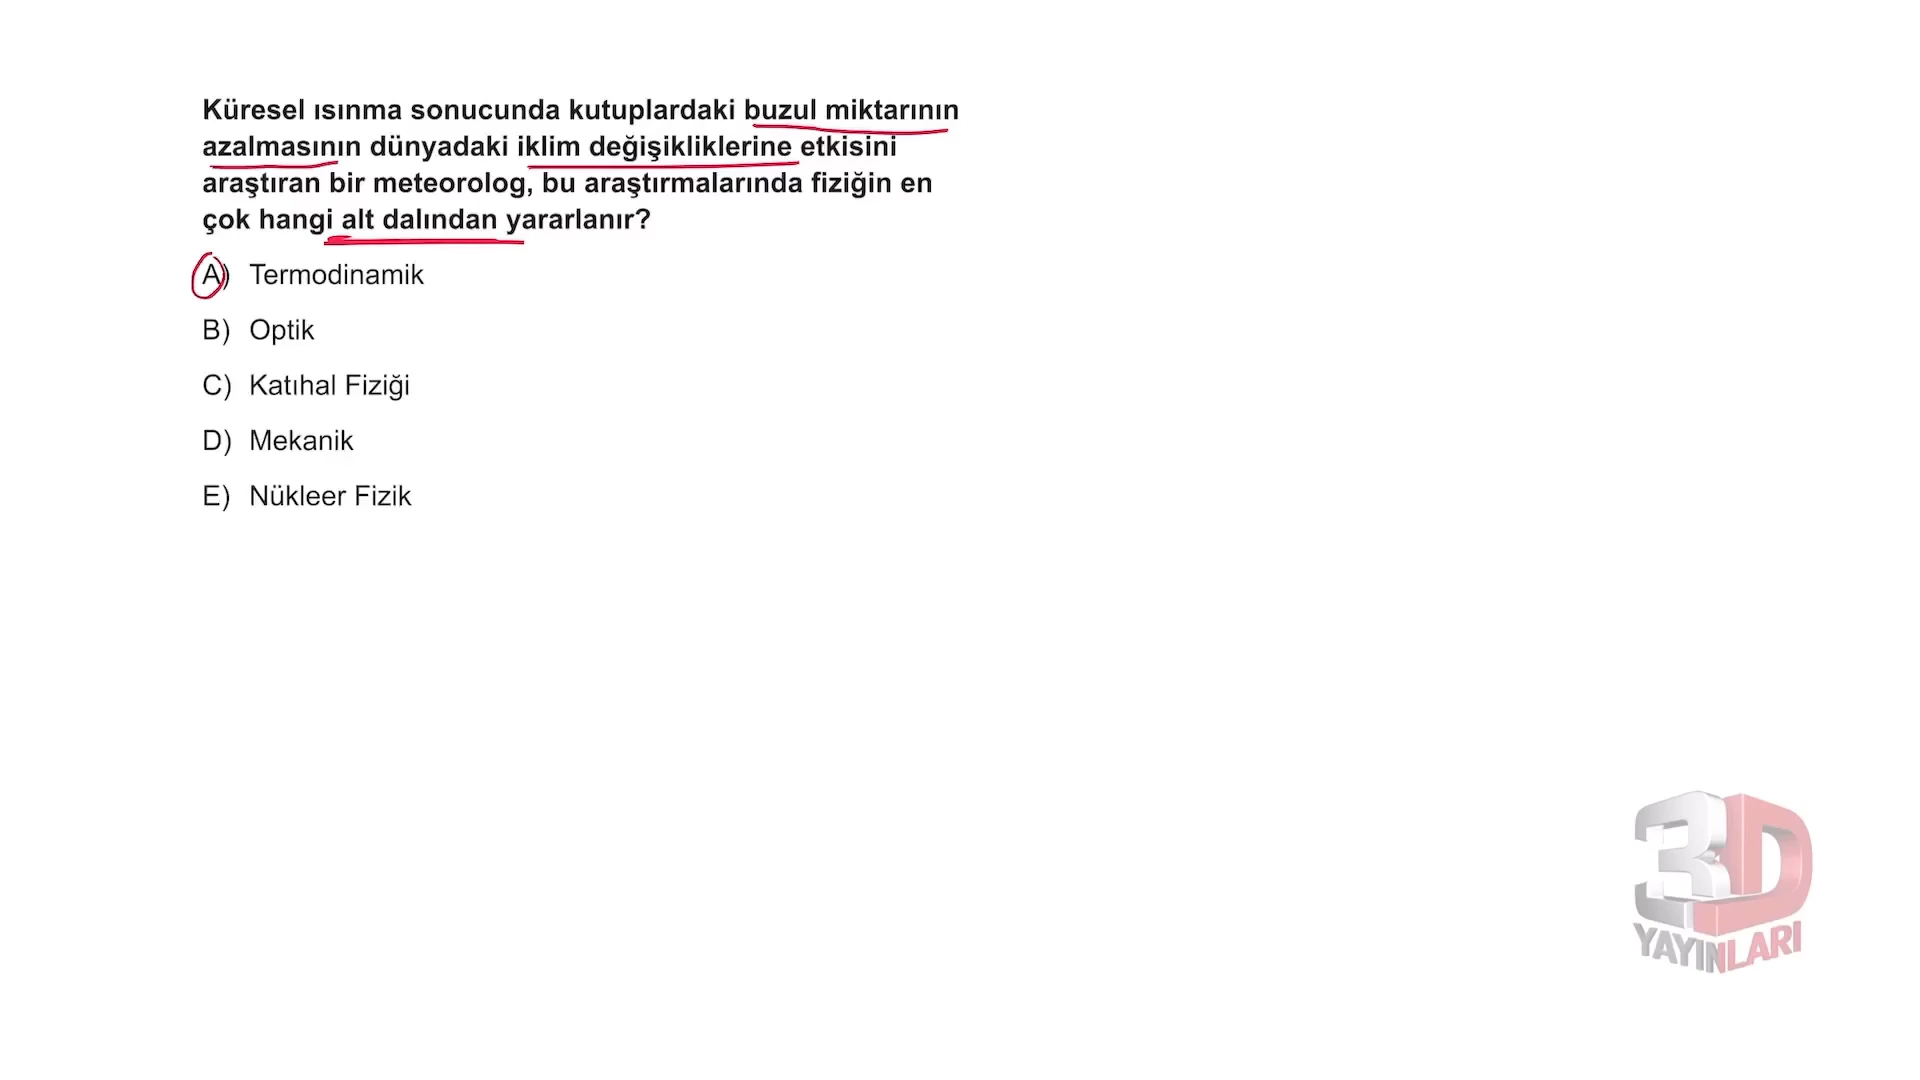 Küresel ısınma sonucunda kutuplardaki buzul miktarının
azalmasının dünyadaki iklim değişikliklerine etkisini
araştıran bir meteorolog, bu araştırmalarında fiziğin en
çok hangi alt dalından yararlanır?
A) Termodinamik
B) Optik
C) Katıhal Fiziği
D) Mekanik
E) Nükleer Fizik
3D
YAYINLARI